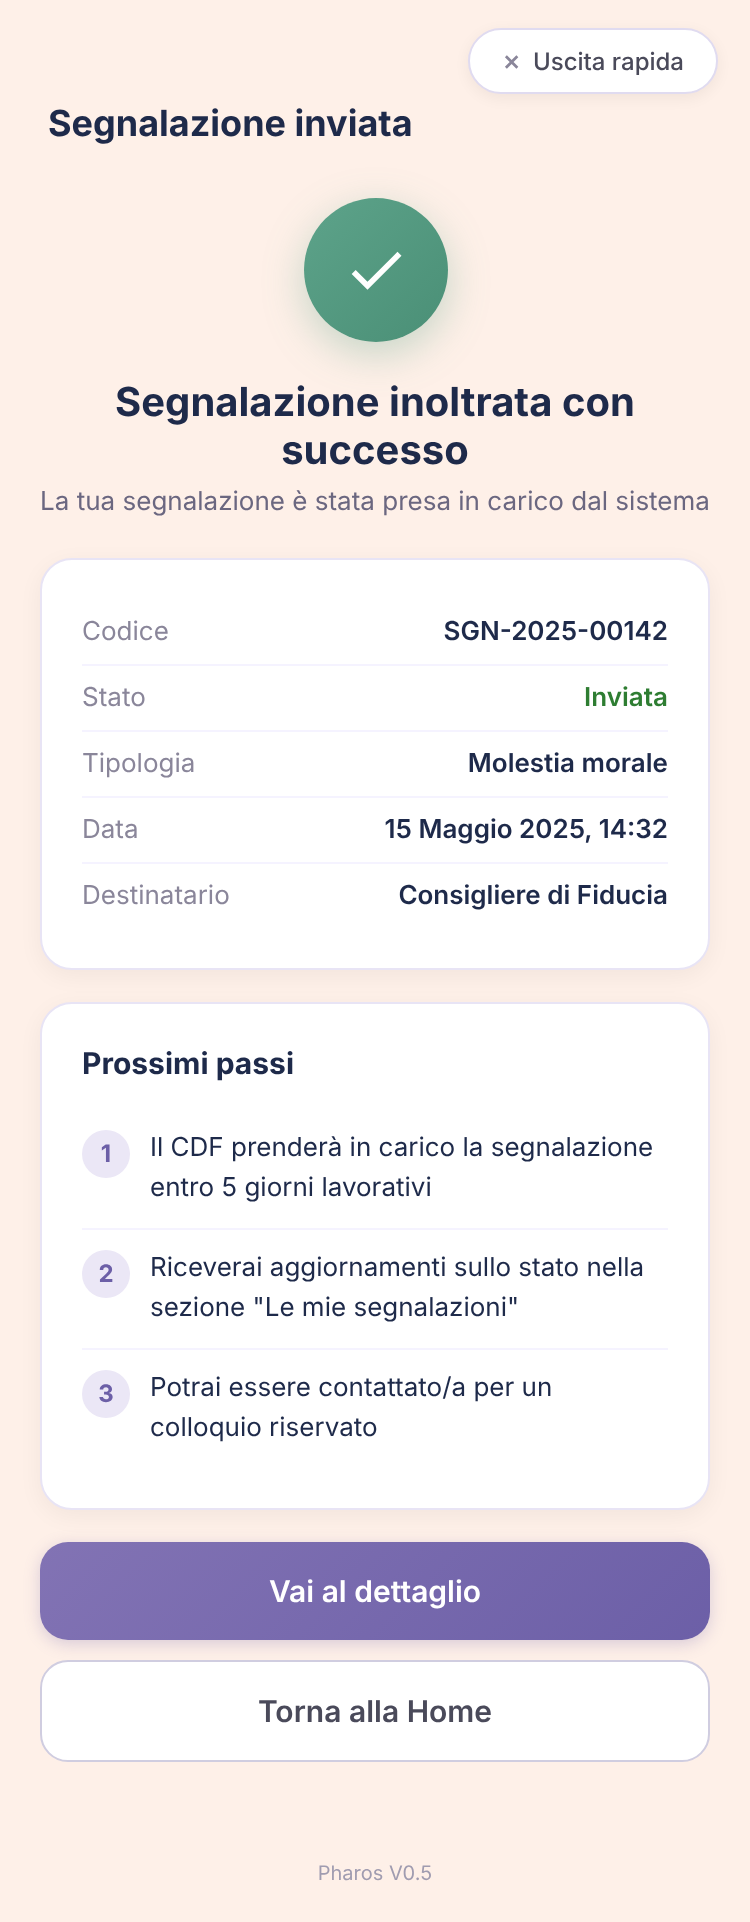 × Uscita rapida
Segnalazione inviata
Segnalazione inoltrata con
successo
La tua segnalazione è stata presa in carico dal sistema
Codice SGN-2025-00142
Stato Inviata
Tipologia Molestia morale
Data 15 Maggio 2025, 14:32
Destinatario Consigliere di Fiducia
Prossimi passi
1 Il CDF prenderà in carico la segnalazione
entro 5 giorni lavorativi
2 Riceverai aggiornamenti sullo stato nella
sezione "Le mie segnalazioni"
3 Potrai essere contattato/a per un
colloquio riservato
Vai al dettaglio
Torna alla Home
Pharos V0.5